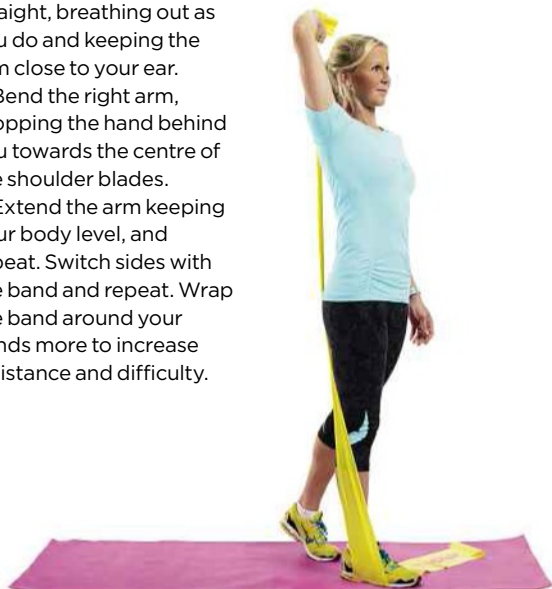 aight, breathing out as
u do and keeping the
m close to your ear.
Bend the right arm,
opping the hand behind
u towards the centre of
e shoulder blades.
Extend the arm keeping
ur body level, and
peat. Switch sides with
e band and repeat. Wrap
e band around your
nds more to increase
istance and difficulty.